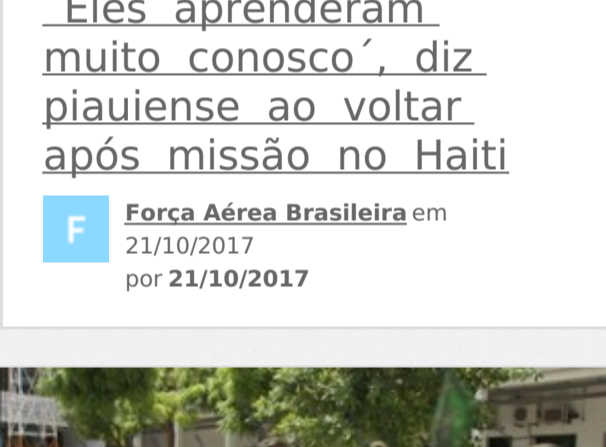 Eles aprenderam
muito conosco´, diz
piauiense ao voltar
após missão no Haiti
F
Força Aérea Brasileira em
21/10/2017
por 21/10/2017